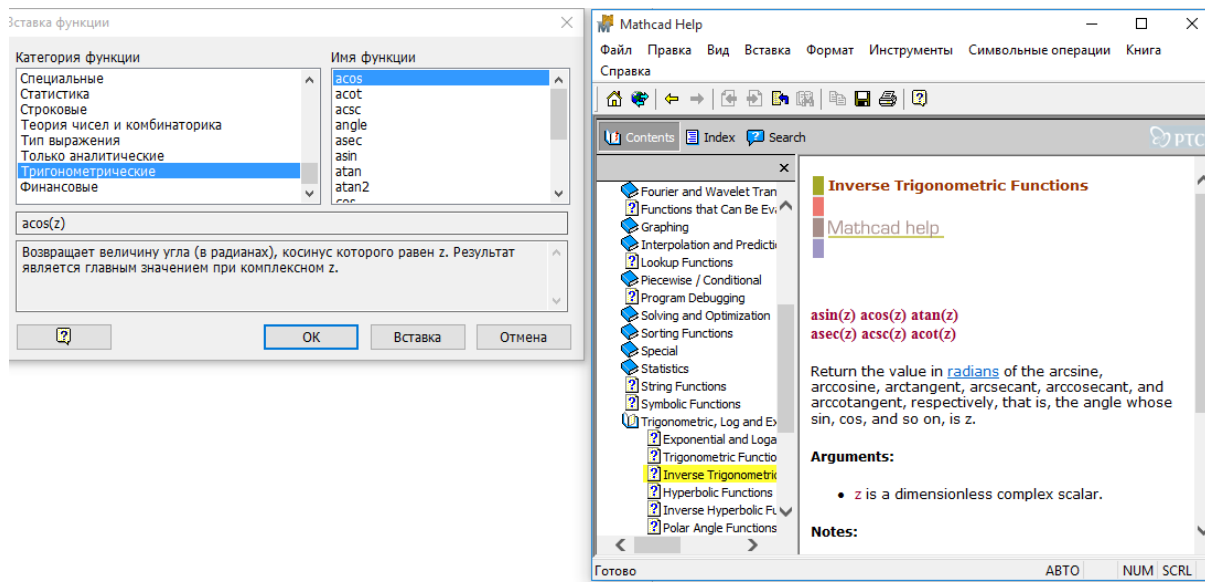 Вставка функции
Категория функции
Специальные
Статистика
Строковые
Теория чисел и комбинаторика
Тип выражения
Только аналитические
Тригонометрические
Финансовые
Имя функции
acos
acot
acsc
angle
asec
asin
atan
atan2
cos
acos(z)
Возвращает величину угла (в радианах), косинус которого равен z. Результат
является главным значением при комплексном z.
OK
Вставка
Отмена
Mathcad Help
Файл Правка Вид Вставка Формат Инструменты Символьные операции Книга
Справка
Contents Index Search
PTC
Fourier and Wavelet Tran
Functions that Can Be Ev
Graphing
Interpolation and Predicti
Lookup Functions
Piecewise / Conditional
Program Debugging
Solving and Optimization
Sorting Functions
Special
Statistics
String Functions
Symbolic Functions
Trigonometric, Log and Ex
Exponential and Loga
Trigonometric Functio
Inverse Trigonometric
Hyperbolic Functions
Inverse Hyperbolic Fu
Polar Angle Functions
Inverse Trigonometric Functions
Mathcad help
asin(z) acos(z) atan(z)
asec(z) acsc(z) acot(z)
Return the value in radians of the arcsine,
arccosine, arctangent, arcsecant, arccosecant, and
arccotangent, respectively, that is, the angle whose
sin, cos, and so on, is z.
Arguments:
• z is a dimensionless complex scalar.
Notes:
Готово
АВТО
NUM SCRL